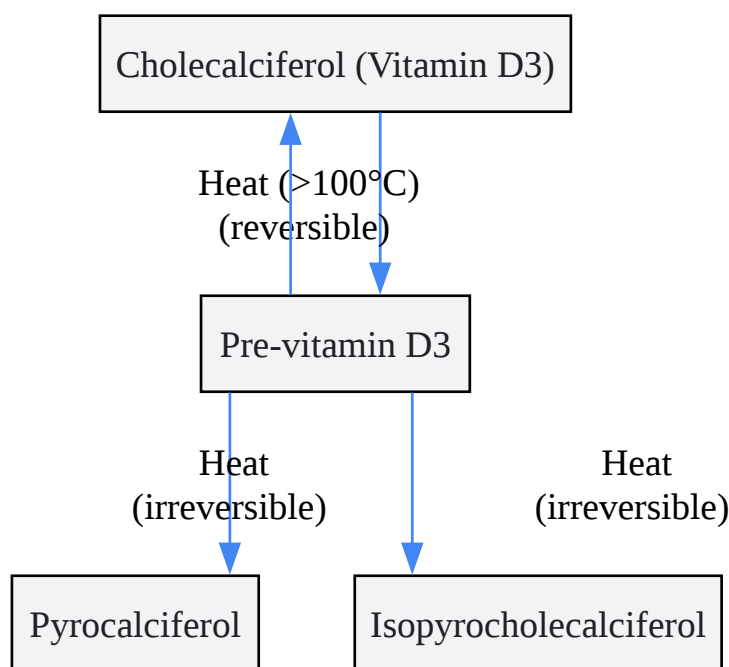 Cholecalciferol (Vitamin D3)
Heat (>100°C)
(reversible)
Pre-vitamin D3
Heat
(irreversible)
Heat
(irreversible)
Pyrocalciferol
Isopyrocholecalciferol